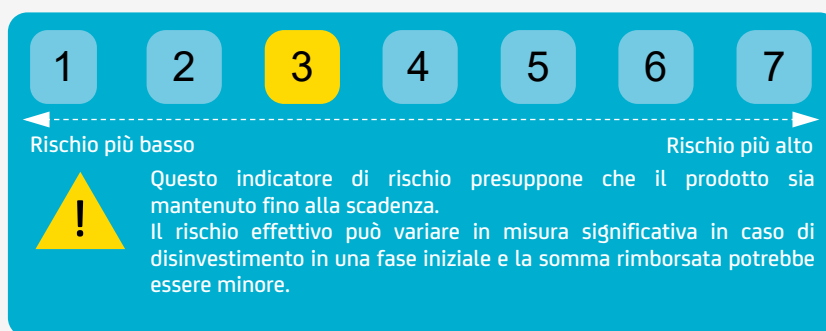 1 2 3 4 5 6 7
Rischio più basso Rischio più alto
!
Questo indicatore di rischio presuppone che il prodotto sia
mantenuto fino alla scadenza.
Il rischio effettivo può variare in misura significativa in caso di
disinvestimento in una fase iniziale e la somma rimborsata potrebbe
essere minore.